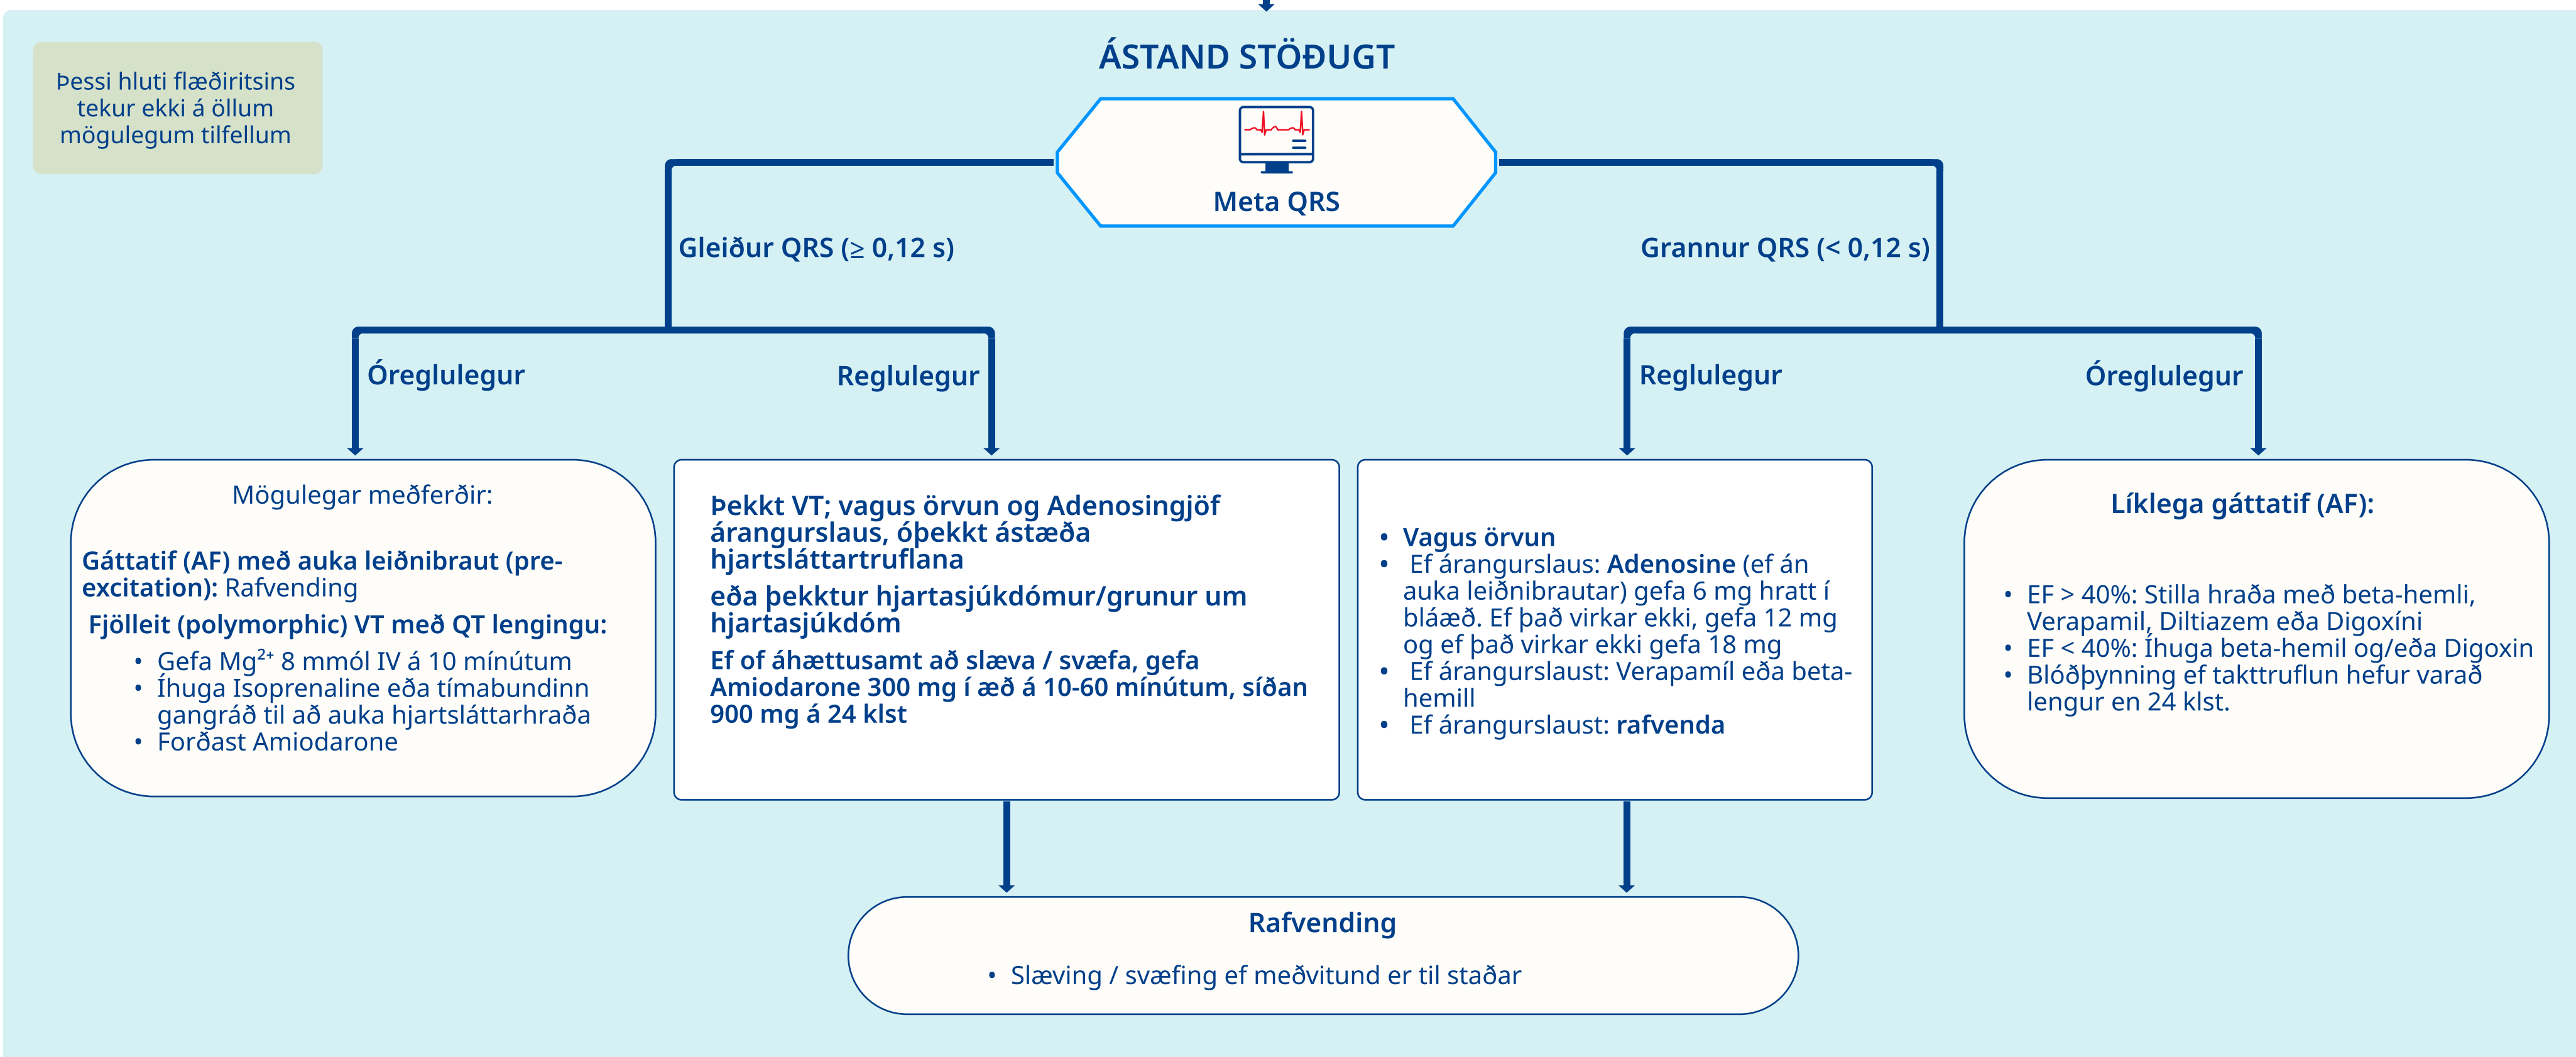 Þessi hluti flæðiritsins
tekur ekki á öllum
mögulegum tilfellum
ÁSTAND STÖÐUGT
Meta QRS
Gleiður QRS (≥ 0,12 s)
Grannur QRS (< 0,12 s)
Óreglulegur
Reglulegur
Reglulegur
Óreglulegur
Mögulegar meðferðir:
Gáttatif (AF) með auka leiðnibraut (pre-
excitation): Rafvending
Fjölleit (polymorphic) VT með QT lengingu:
• Gefa Mg²⁺ 8 mmól IV á 10 mínútum
• Íhuga Isoprenaline eða tímabundinn
gangráð til að auka hjartsláttarhraða
• Forðast Amiodarone
Þekkt VT; vagus örvun og Adenosingjöf
árangurslaus, óþekkt ástæða
hjartsláttartruflana
eða þekktur hjartasjúkdómur/grunur um
hjartasjúkdóm
Ef of áhættusamt að slæva / svæfa, gefa
Amiodarone 300 mg í æð á 10-60 mínútum, síðan
900 mg á 24 klst
• Vagus örvun
• Ef árangurslaus: Adenosine (ef án
auka leiðnibrautar) gefa 6 mg hratt í
bláæð. Ef það virkar ekki, gefa 12 mg
og ef það virkar ekki gefa 18 mg
• Ef árangurslaust: Verapamíl eða beta-
hemill
• Ef árangurslaust: rafvenda
Líklega gáttatif (AF):
• EF > 40%: Stilla hraða með beta-hemli,
Verapamil, Diltiazem eða Digoxíni
• EF < 40%: Íhuga beta-hemil og/eða Digoxin
• Blóðþynning ef takttruflun hefur varað
lengur en 24 klst.
Rafvending
• Slæving / svæfing ef meðvitund er til staðar